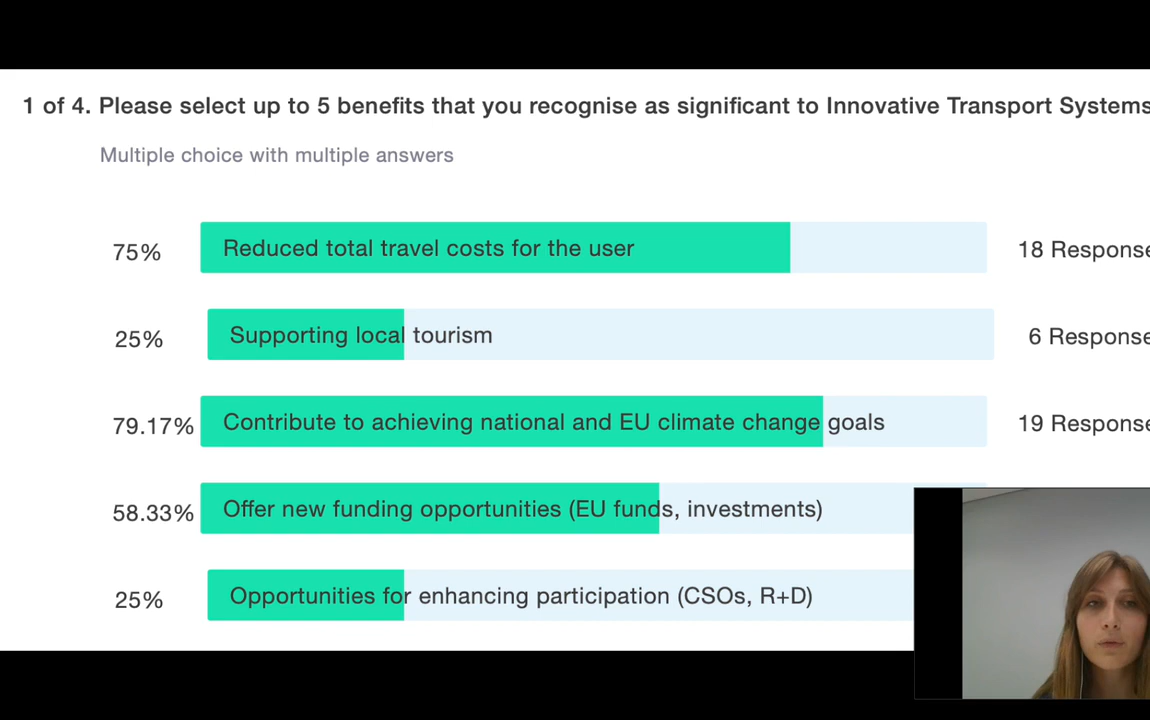 1 of 4. Please select up to 5 benefits that you recognise as significant to Innovative Transport Systems
Multiple choice with multiple answers
75% Reduced total travel costs for the user 18 Response
25% Supporting local tourism 6 Response
79.17% Contribute to achieving national and EU climate change goals 19 Response
58.33% Offer new funding opportunities (EU funds, investments)
25% Opportunities for enhancing participation (CSOs, R+D)